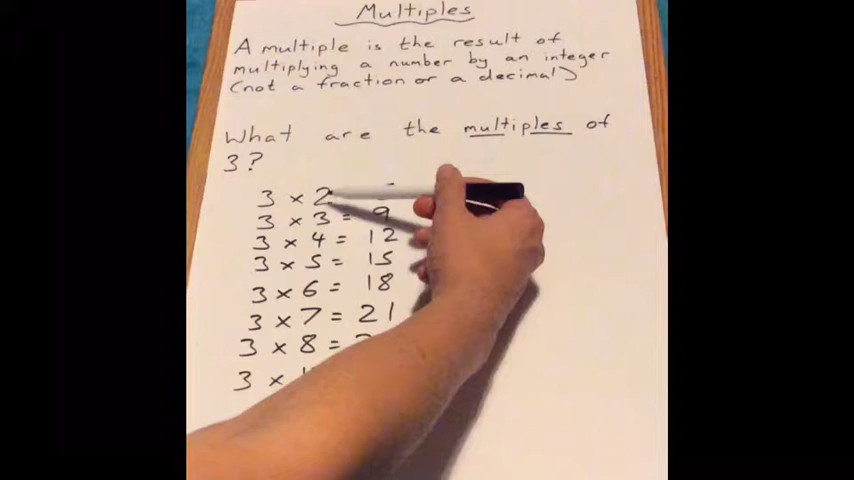 Multiples
A multiple is the result of
multiplying a number by an integer
(not a fraction or a decimal)
What are the multiples of
3?
3 × 2
3 × 3 = 9
3 × 4 = 12
3 × 5 = 15
3 × 6 = 18
3 × 7 = 21
3 × 8 =
3 ×